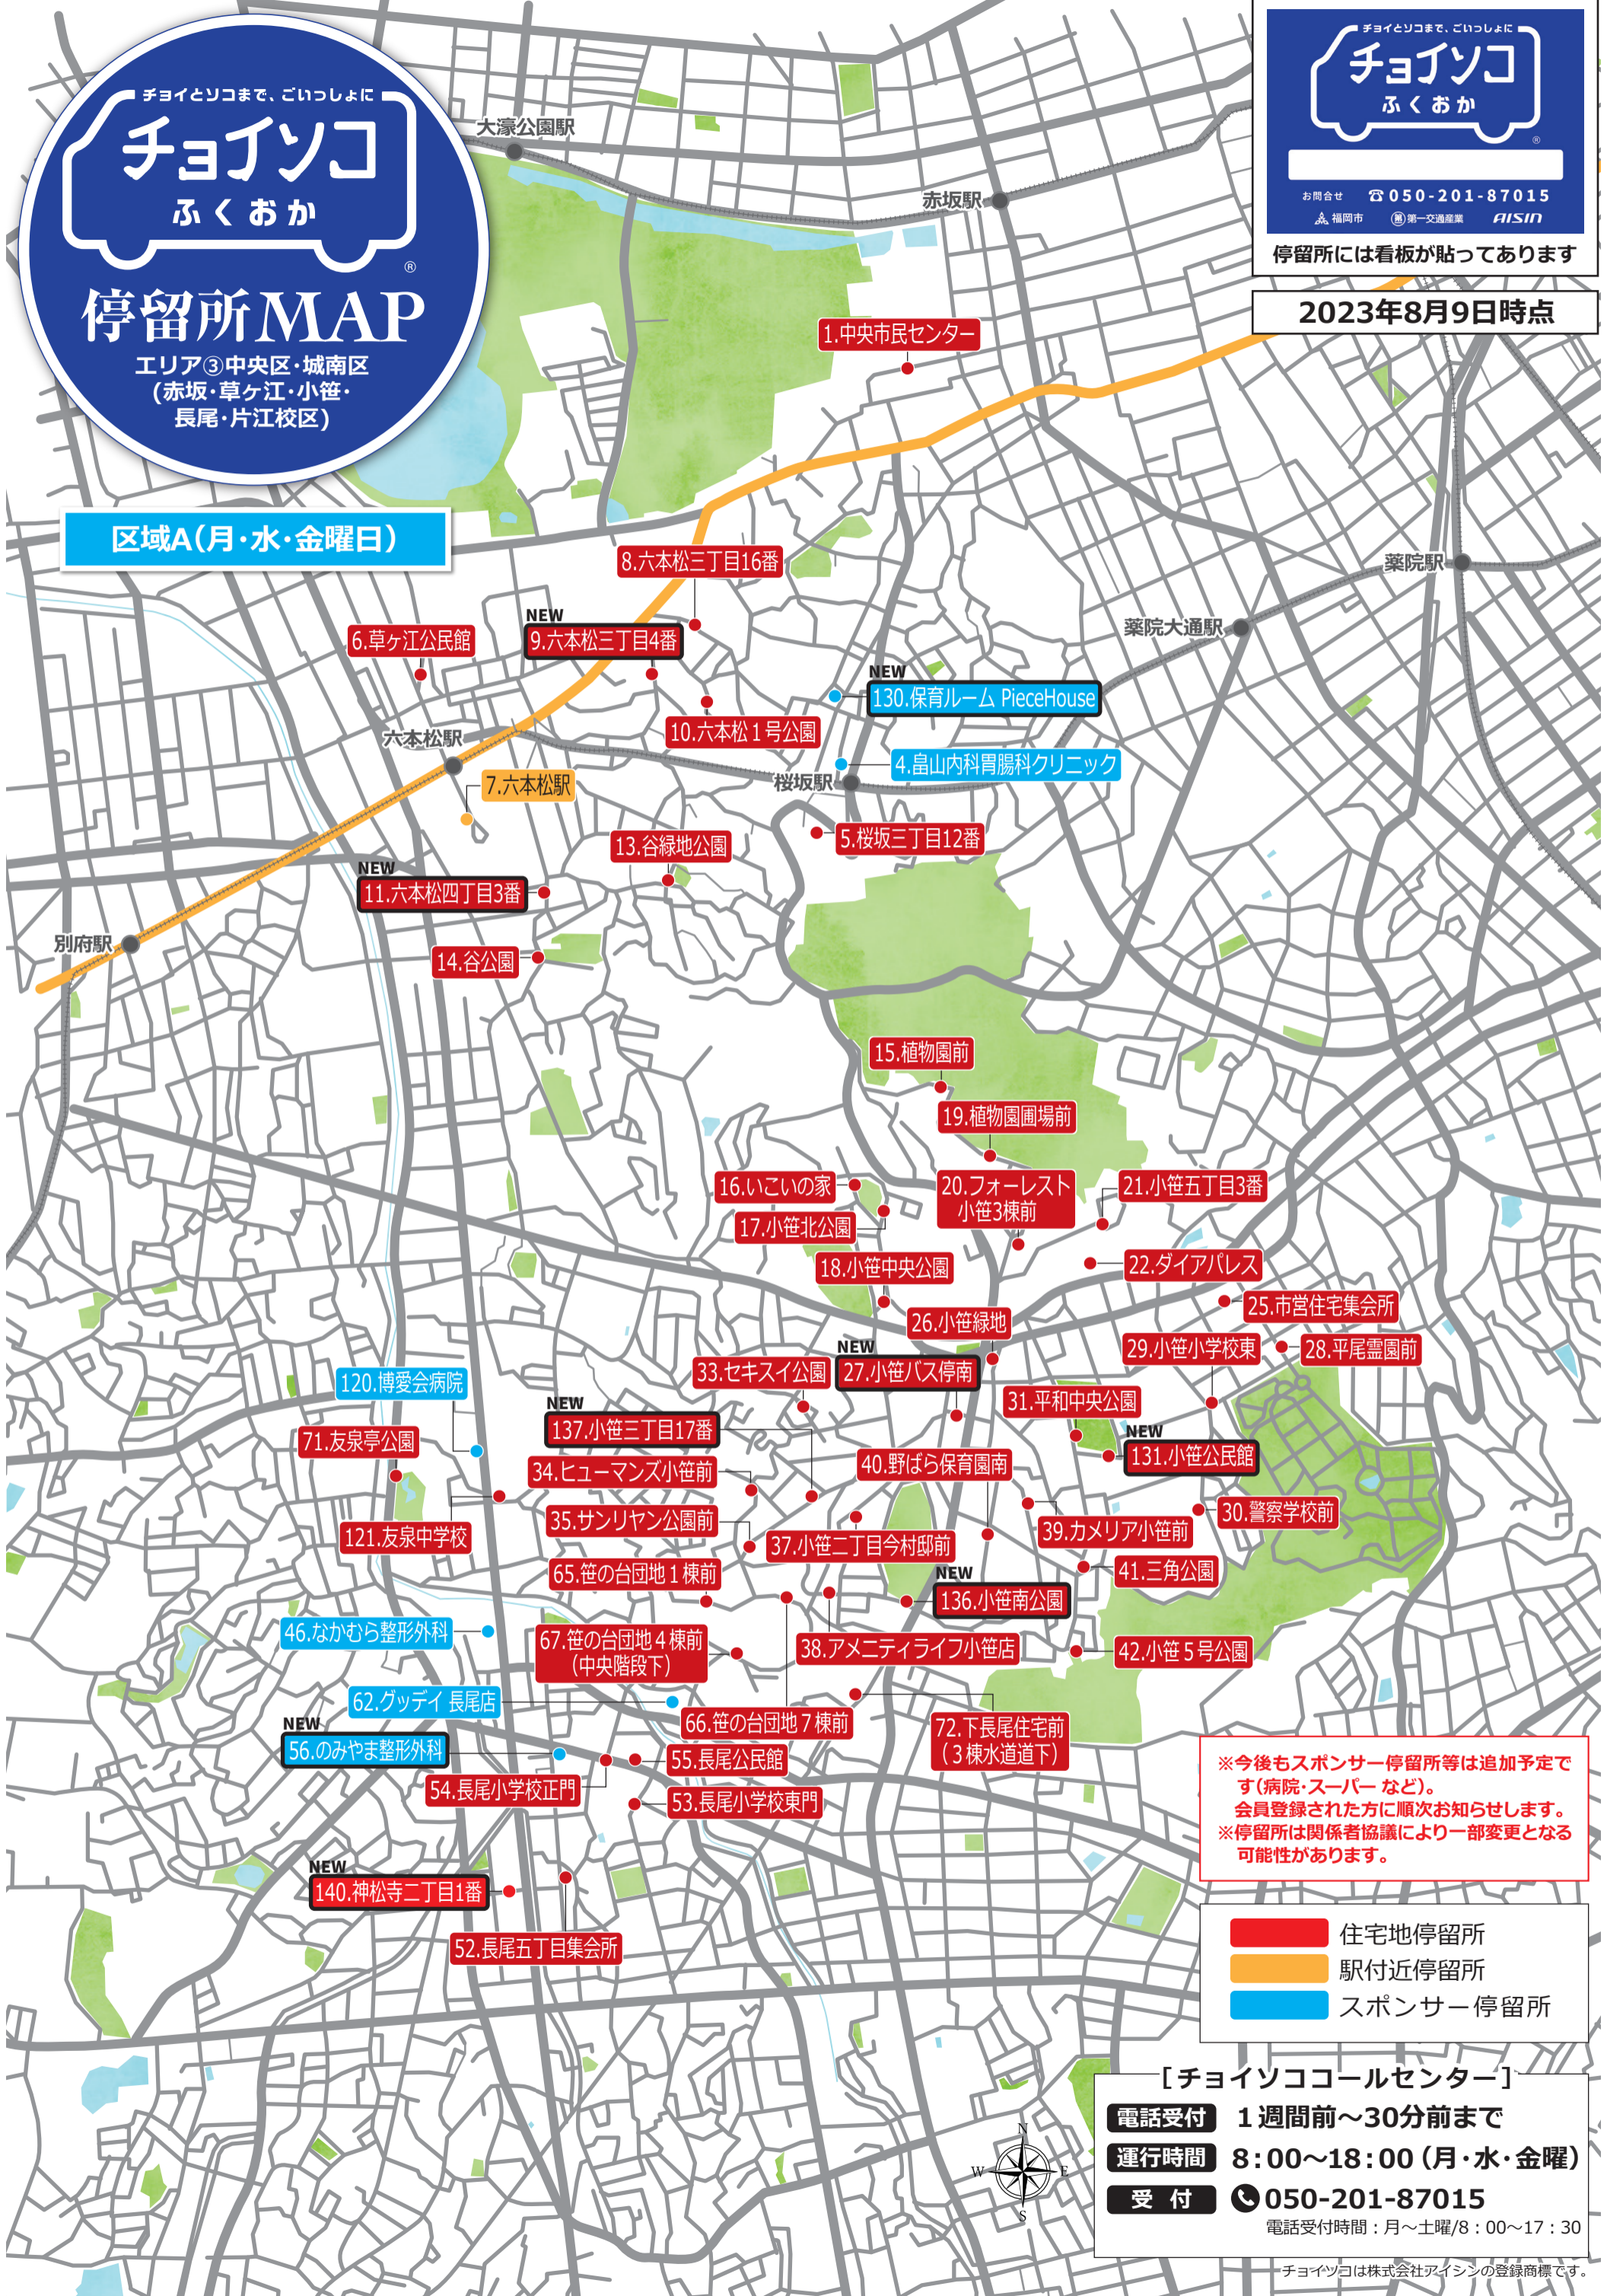 チョイとソコまで、ごいっしょに
チョイソコ
ふくおか
®
停留所MAP
エリア③中央区・城南区
(赤坂・草ヶ江・小笹・
長尾・片江校区)
チョイとソコまで、ごいっしょに
チョイソコ
ふくおか
®
お問合せ ☎050-201-87015
福岡市 第一交通産業 AISIN
停留所には看板が貼ってあります
2023年8月9日時点
区域A(月・水・金曜日)
大濠公園駅
赤坂駅
1.中央市民センター
薬院駅
8.六本松三丁目16番
NEW
9.六本松三丁目4番
6.草ヶ江公民館
薬院大通駅
NEW
130.保育ルーム PieceHouse
10.六本松1号公園
六本松駅
4.畠山内科胃腸科クリニック
桜坂駅
7.六本松駅
5.桜坂三丁目12番
13.谷緑地公園
NEW
11.六本松四丁目3番
別府駅
14.谷公園
15.植物園前
19.植物園圃場前
16.いこいの家
20.フォーレスト
小笹3棟前
21.小笹五丁目3番
17.小笹北公園
18.小笹中央公園
22.ダイアパレス
25.市営住宅集会所
26.小笹緑地
29.小笹小学校東
28.平尾霊園前
NEW
27.小笹バス停南
33.セキスイ公園
120.博愛会病院
31.平和中央公園
NEW
137.小笹三丁目17番
71.友泉亭公園
NEW
131.小笹公民館
40.野ばら保育園南
34.ヒューマンズ小笹前
30.警察学校前
35.サンリヤン公園前
39.カメリア小笹前
121.友泉中学校
37.小笹二丁目今村邸前
65.笹の台団地1棟前
41.三角公園
NEW
136.小笹南公園
46.なかむら整形外科
67.笹の台団地4棟前
(中央階段下)
38.アメニティライフ小笹店
42.小笹5号公園
62.グッデイ 長尾店
66.笹の台団地7棟前
72.下長尾住宅前
(3棟水道道下)
NEW
56.のみやま整形外科
55.長尾公民館
54.長尾小学校正門
53.長尾小学校東門
NEW
140.神松寺二丁目1番
52.長尾五丁目集会所
※今後もスポンサー停留所等は追加予定で
す(病院・スーパー など)。
会員登録された方に順次お知らせします。
※停留所は関係者協議により一部変更となる
可能性があります。
住宅地停留所
駅付近停留所
スポンサー停留所
[チョイソココールセンター]
電話受付 1週間前～30分前まで
運行時間 8:00～18:00(月・水・金曜)
受付 050-201-87015
電話受付時間：月～土曜/8：00～17：30
N
W E
S
チョイソコは株式会社アイシンの登録商標です。